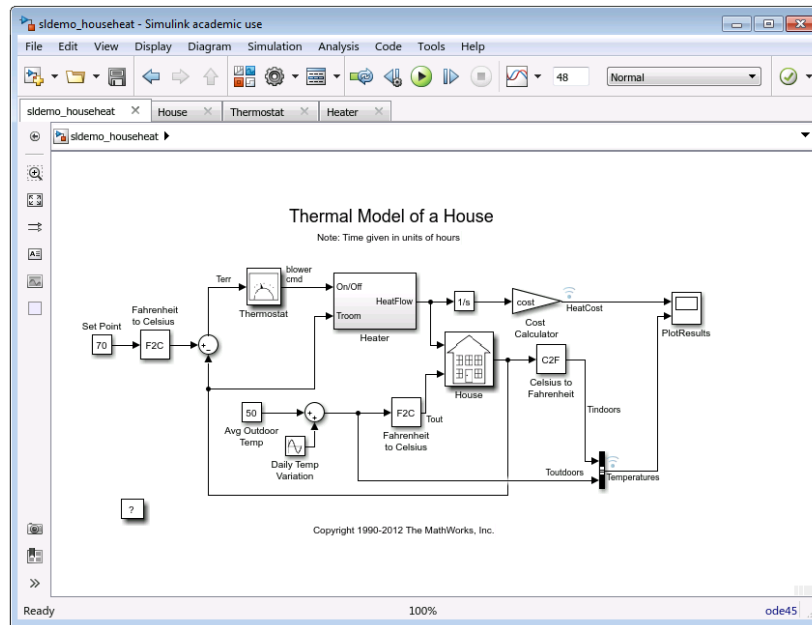 sldemo_househeat - Simulink academic use
File Edit View Display Diagram Simulation Analysis Code Tools Help
48 Normal
sldemo_househeat House Thermostat Heater
sldemo_househeat
Thermal Model of a House
Note: Time given in units of hours
Set Point
70
Fahrenheit
to Celsius
F2C
Terr
Thermostat
blower
cmd
On/Off
HeatFlow
Troom
Heater
1/s
cost
Cost
Calculator
HeatCost
PlotResults
House
C2F
Celsius to
Fahrenheit
Tindoors
50
Avg Outdoor
Temp
Daily Temp
Variation
F2C
Fahrenheit
to Celsius
Tout
Toutdoors
Temperatures
?
Copyright 1990-2012 The MathWorks, Inc.
Ready 100% ode45